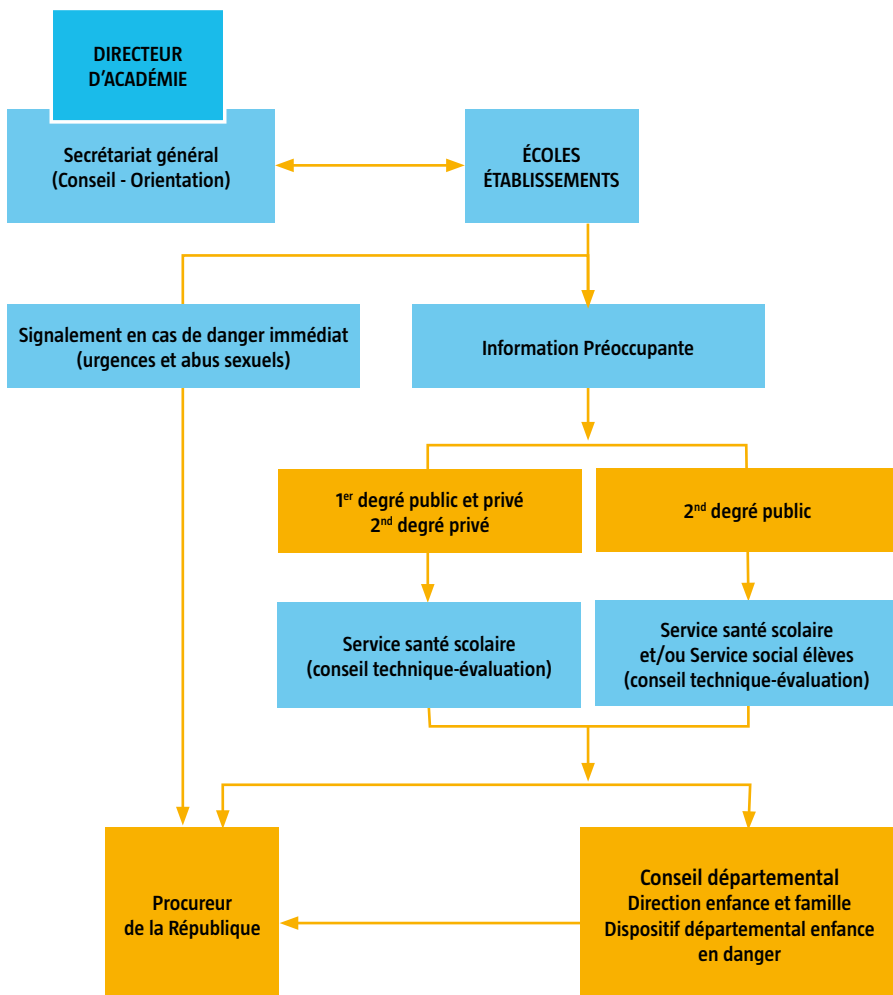 DIRECTEUR
D'ACADÉMIE
Secrétariat général
(Conseil - Orientation)
ÉCOLES
ÉTABLISSEMENTS
Signalement en cas de danger immédiat
(urgences et abus sexuels)
Information Préoccupante
1er degré public et privé
2nd degré privé
2nd degré public
Service santé scolaire
(conseil technique-évaluation)
Service santé scolaire
et/ou Service social élèves
(conseil technique-évaluation)
Procureur
de la République
Conseil départemental
Direction enfance et famille
Dispositif départemental enfance
en danger